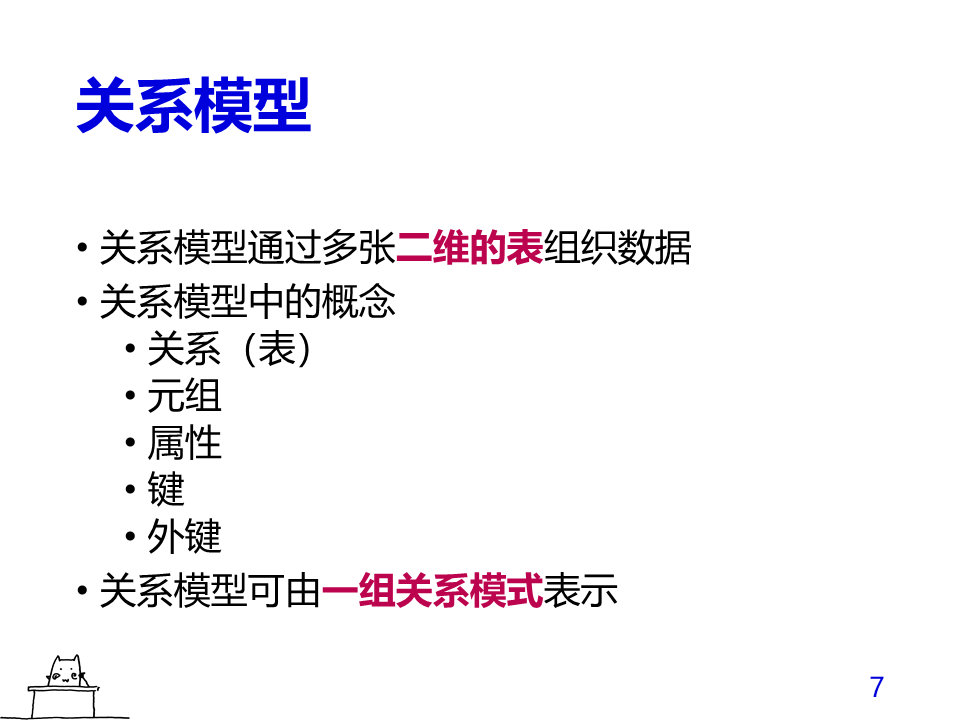 关系模型
• 关系模型通过多张二维的表组织数据
• 关系模型中的概念
• 关系（表）
• 元组
• 属性
• 键
• 外键
• 关系模型可由一组关系模式表示
7